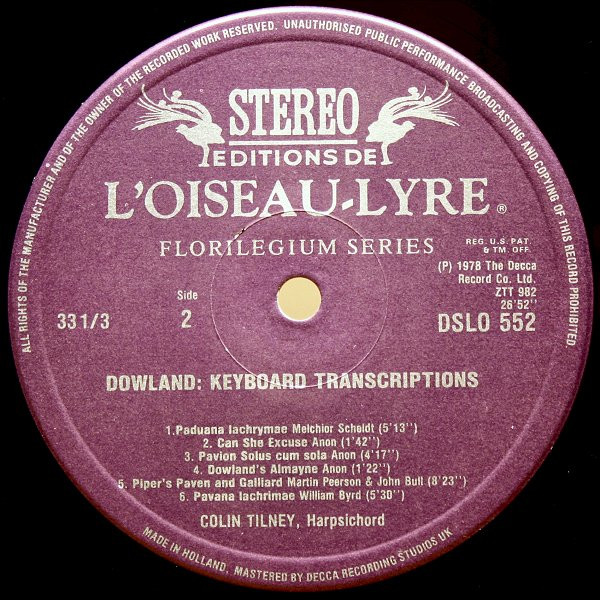 ALL RIGHTS OF THE MANUFACTURER AND OF THE OWNER OF THE RECORDED WORK RESERVED. UNAUTHORISED PUBLIC PERFORMANCE BROADCASTING AND COPYING OF THIS RECORD PROHIBITED.
STEREO
EDITIONS DE
L'OISEAU-LYRE ®
FLORILEGIUM SERIES
REG. U.S. PAT.
& TM. OFF.
(P) 1978 The Decca
Record Co. Ltd.
ZTT 982
26'52''
Side
33 1/3 2 DSLO 552
DOWLAND: KEYBOARD TRANSCRIPTIONS
1.Paduana lachrymae Melchior Scheidt (5'13'')
2. Can She Excuse Anon (1'42'')
3. Pavion Solus cum sola Anon (4'17'')
4. Dowland's Almayne Anon (1'22'')
5. Piper's Paven and Galliard Martin Peerson & John Bull (8'23'')
6. Pavana lachrimae William Byrd (5'30'')
COLIN TILNEY, Harpsichord
MADE IN HOLLAND, MASTERED BY DECCA RECORDING STUDIOS UK